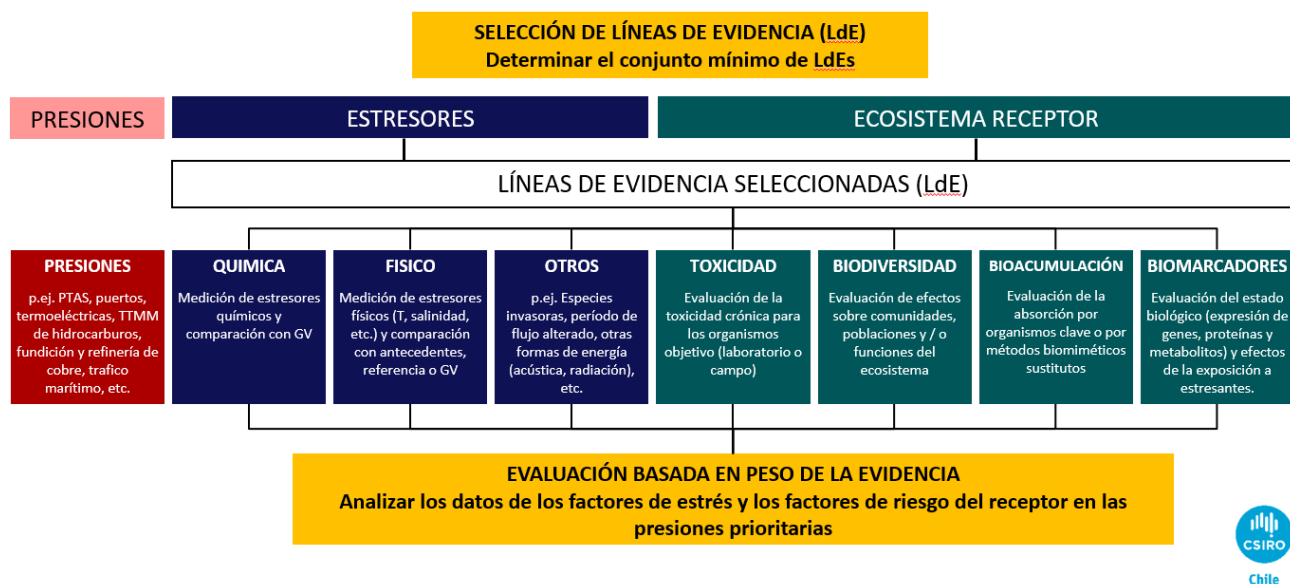 SELECCIÓN DE LÍNEAS DE EVIDENCIA (LdE)
Determinar el conjunto mínimo de LdEs
PRESIONES
ESTRESORES
ECOSISTEMA RECEPTOR
LÍNEAS DE EVIDENCIA SELECCIONADAS (LdE)
PRESIONES
p.ej. PTAS, puertos,
termoeléctricas, TTMM
de hidrocarburos,
fundición y refinería de
cobre, trafico
marítimo, etc.
QUIMICA
Medición de estresores
químicos y
comparación con GV
FISICO
Medición de estresores
físicos (T, salinidad,
etc.) y comparación
con antecedentes,
referencia o GV
OTROS
p.ej. Especies
invasoras, período de
flujo alterado, otras
formas de energía
(acústica, radiación),
etc.
TOXICIDAD
Evaluación de la
toxicidad crónica para
los organismos
objetivo (laboratorio o
campo)
BIODIVERSIDAD
Evaluación de efectos
sobre comunidades,
poblaciones y / o
funciones del
ecosistema
BIOACUMULACIÓN
Evaluación de la
absorción por
organismos clave o por
métodos biomiméticos
sustitutos
BIOMARCADORES
Evaluación del estado
biológico (expresión de
genes, proteínas y
metabolitos) y efectos
de la exposición a
estresantes.
EVALUACIÓN BASADA EN PESO DE LA EVIDENCIA
Analizar los datos de los factores de estrés y los factores de riesgo del receptor en las
presiones prioritarias
CSIRO
Chile